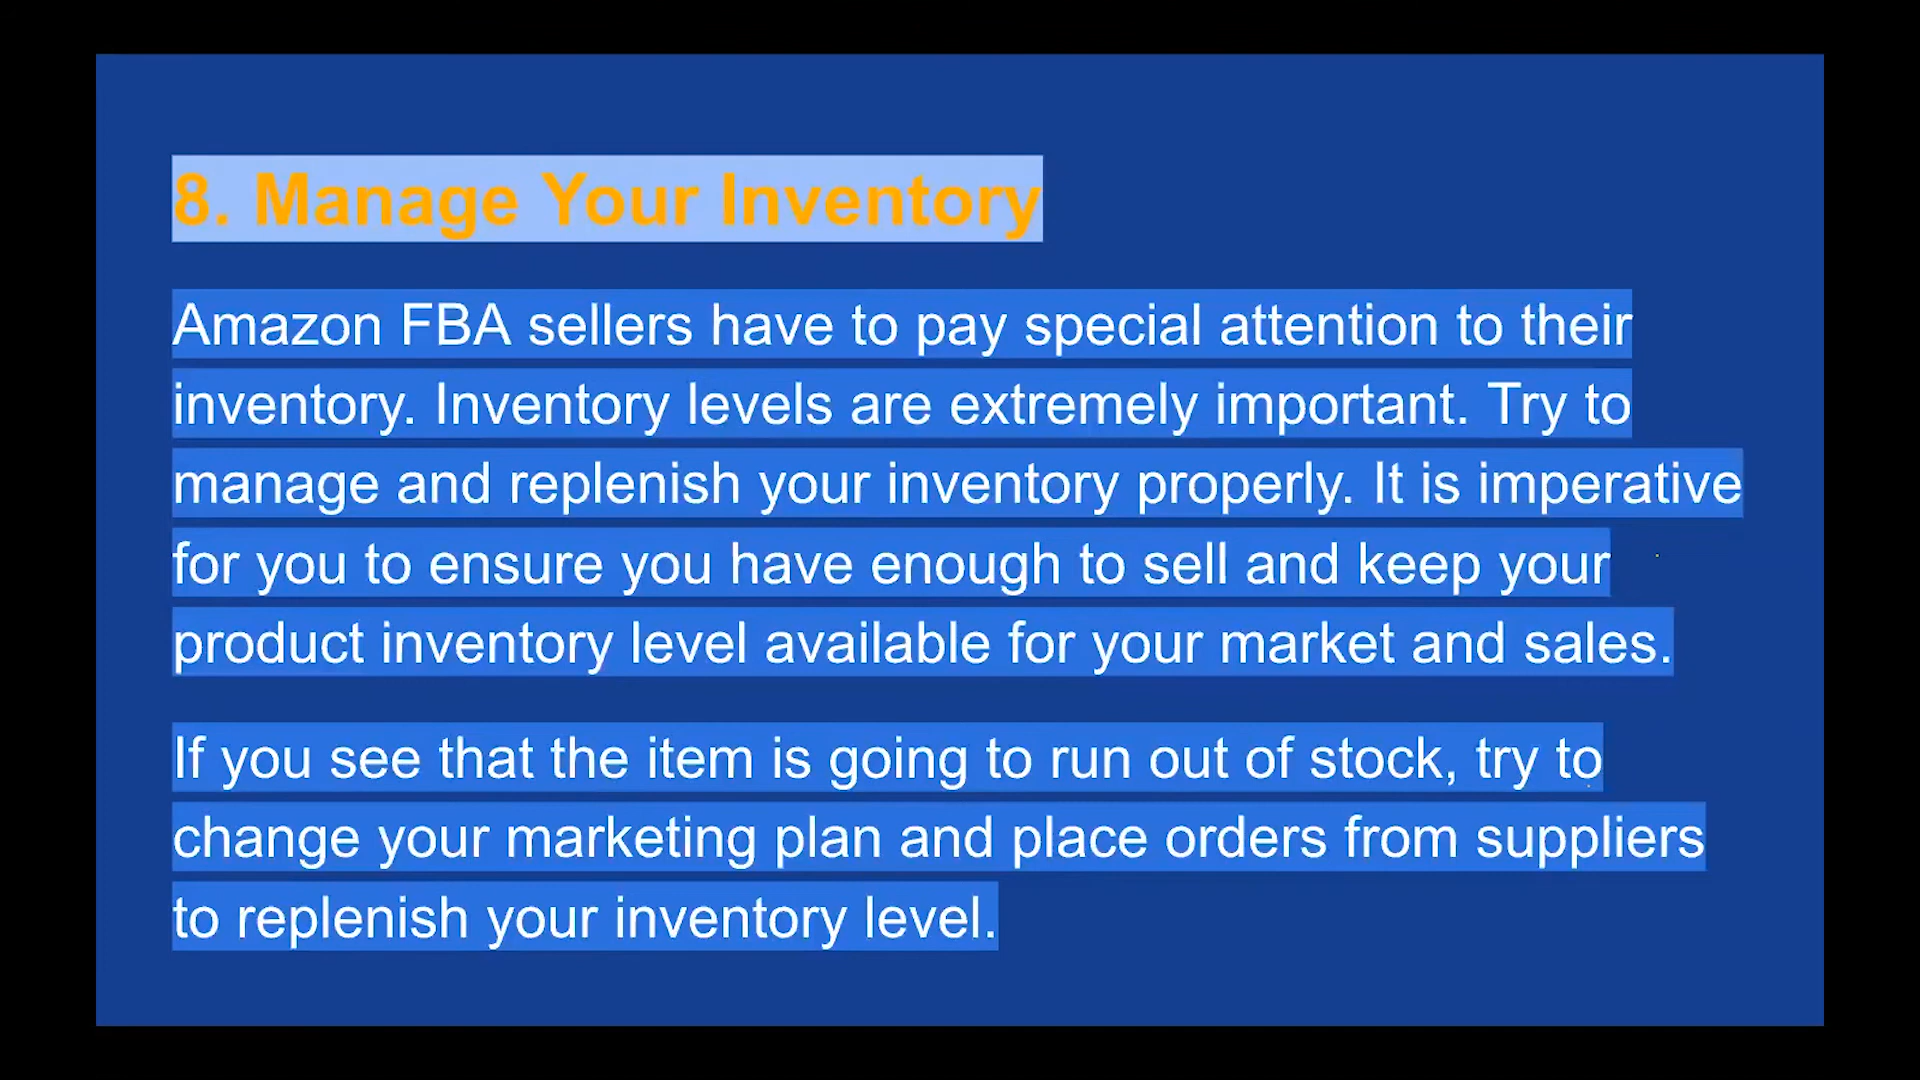 8. Manage Your Inventory
Amazon FBA sellers have to pay special attention to their
inventory. Inventory levels are extremely important. Try to
manage and replenish your inventory properly. It is imperative
for you to ensure you have enough to sell and keep your
product inventory level available for your market and sales.
If you see that the item is going to run out of stock, try to
change your marketing plan and place orders from suppliers
to replenish your inventory level.